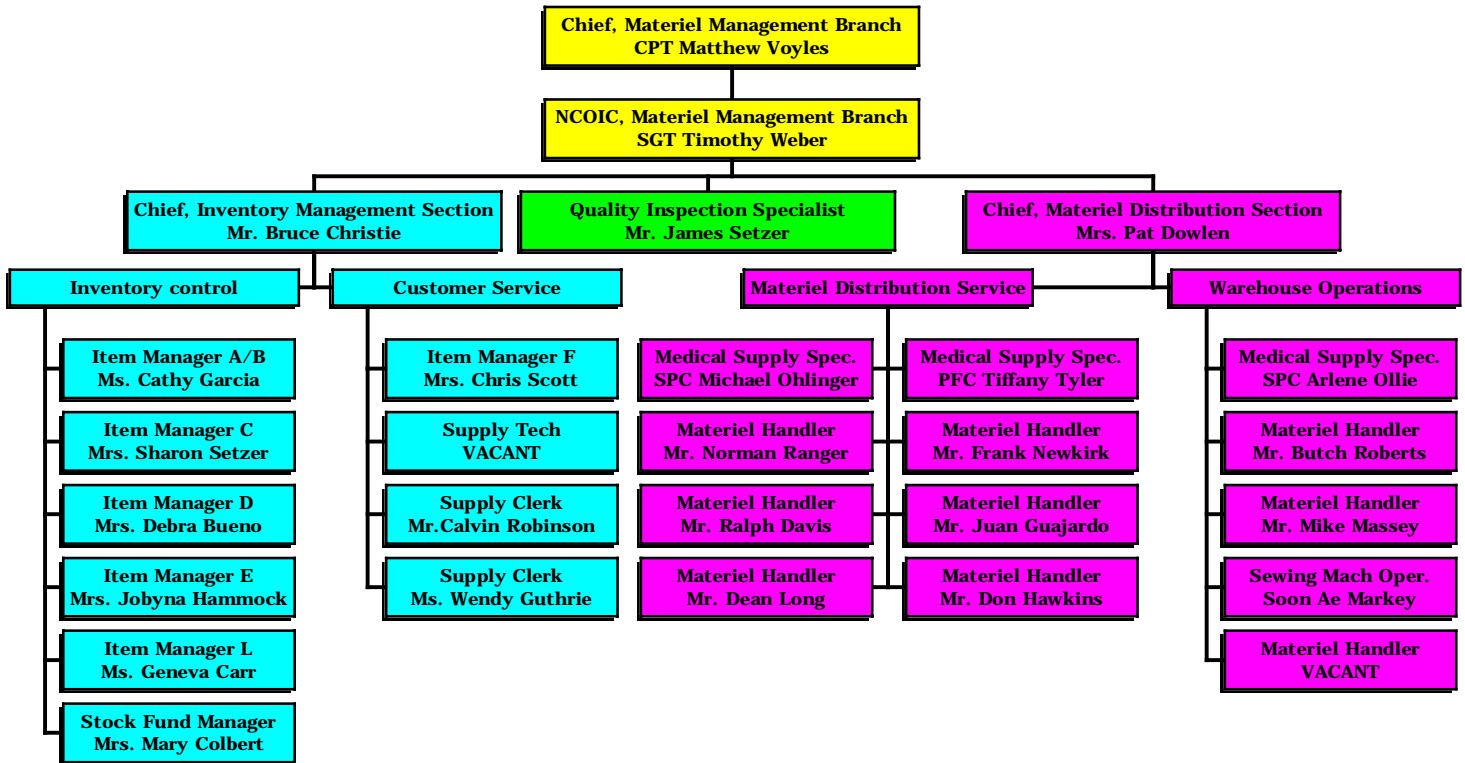 Chief, Materiel Management Branch
CPT Matthew Voyles
NCOIC, Materiel Management Branch
SGT Timothy Weber
Chief, Inventory Management Section
Mr. Bruce Christie
Quality Inspection Specialist
Mr. James Setzer
Chief, Materiel Distribution Section
Mrs. Pat Dowlen
Inventory control
Customer Service
Materiel Distribution Service
Warehouse Operations
Item Manager A/B
Ms. Cathy Garcia
Item Manager C
Mrs. Sharon Setzer
Item Manager D
Mrs. Debra Bueno
Item Manager E
Mrs. Jobyna Hammock
Item Manager L
Ms. Geneva Carr
Stock Fund Manager
Mrs. Mary Colbert
Item Manager F
Mrs. Chris Scott
Supply Tech
VACANT
Supply Clerk
Mr.Calvin Robinson
Supply Clerk
Ms. Wendy Guthrie
Medical Supply Spec.
SPC Michael Ohlinger
Materiel Handler
Mr. Norman Ranger
Materiel Handler
Mr. Ralph Davis
Materiel Handler
Mr. Dean Long
Medical Supply Spec.
PFC Tiffany Tyler
Materiel Handler
Mr. Frank Newkirk
Materiel Handler
Mr. Juan Guajardo
Materiel Handler
Mr. Don Hawkins
Medical Supply Spec.
SPC Arlene Ollie
Materiel Handler
Mr. Butch Roberts
Materiel Handler
Mr. Mike Massey
Sewing Mach Oper.
Soon Ae Markey
Materiel Handler
VACANT